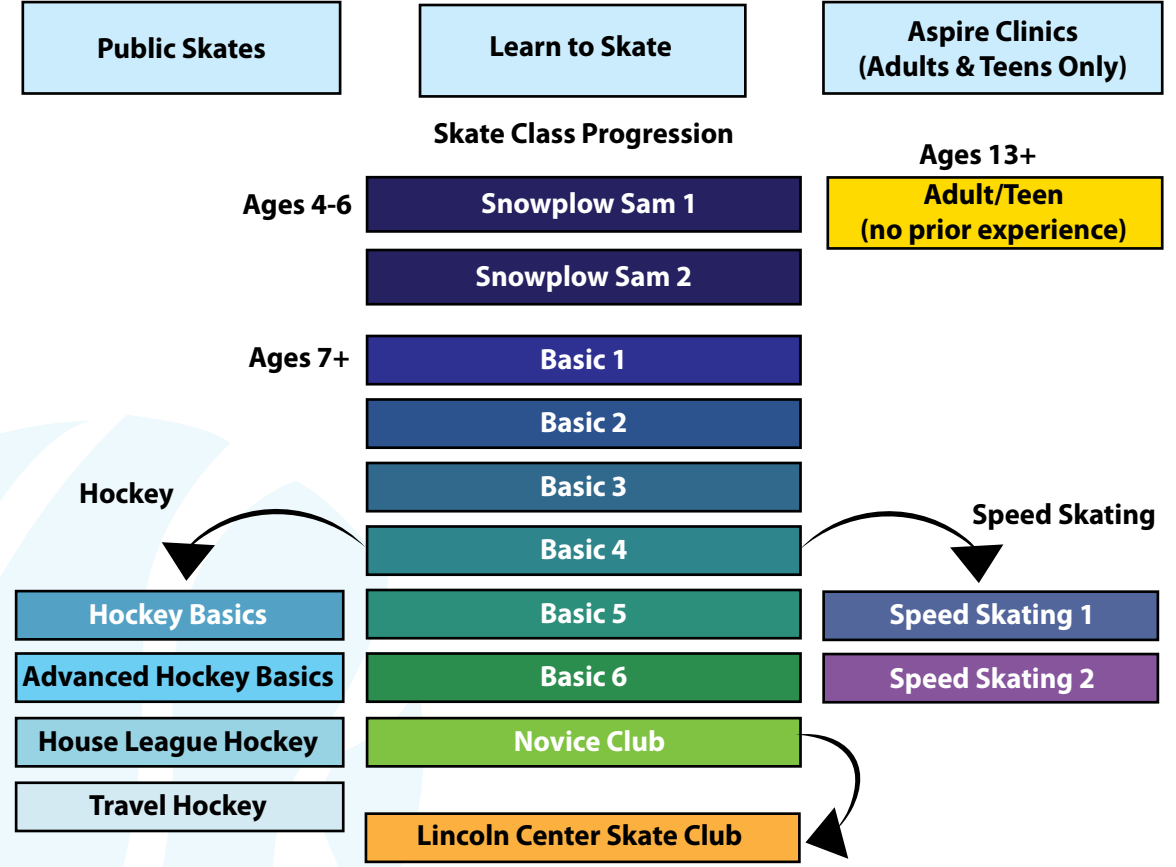 Public Skates
Learn to Skate
Aspire Clinics
(Adults & Teens Only)
Skate Class Progression
Ages 13+
Ages 4-6
Snowplow Sam 1
Adult/Teen
(no prior experience)
Snowplow Sam 2
Ages 7+
Basic 1
Basic 2
Basic 3
Hockey
Speed Skating
Basic 4
Hockey Basics
Basic 5
Speed Skating 1
Advanced Hockey Basics
Basic 6
Speed Skating 2
House League Hockey
Novice Club
Travel Hockey
Lincoln Center Skate Club